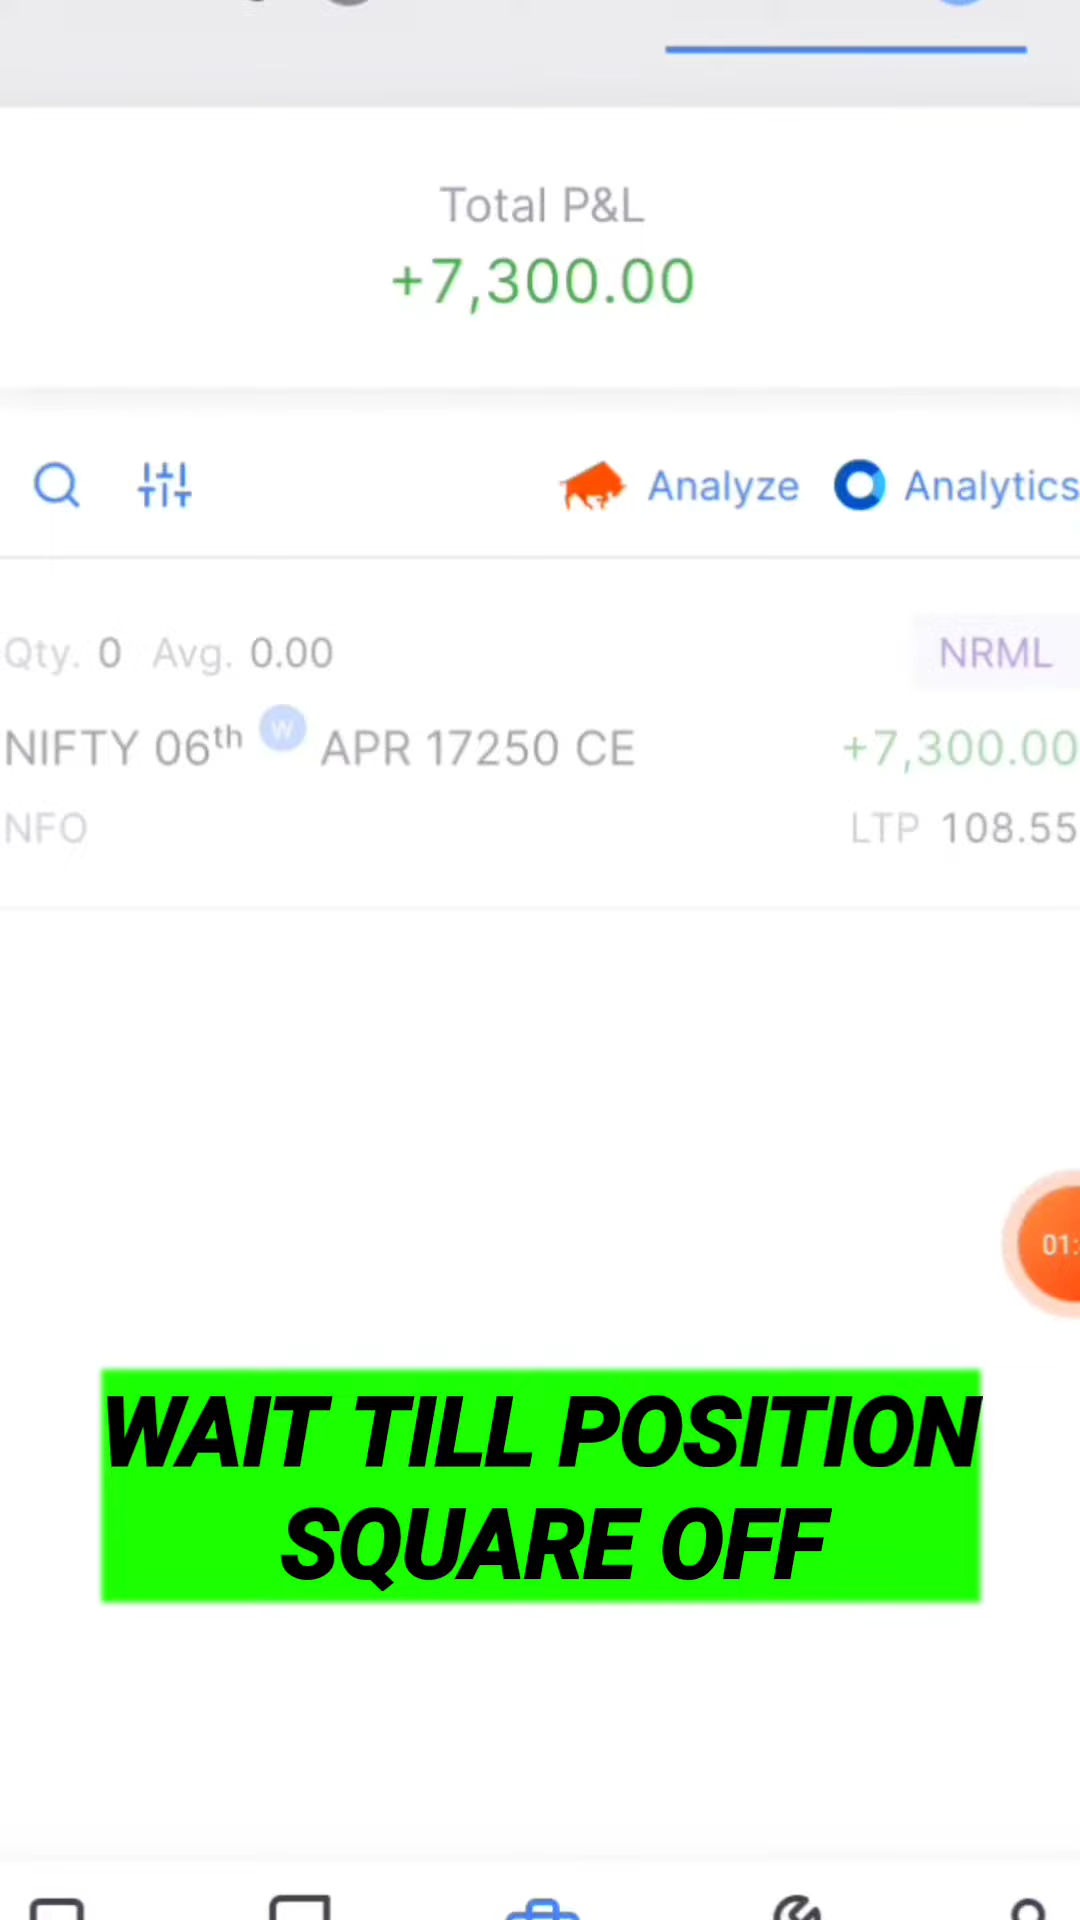 Total P&L
+7,300.00
Analyze Analytics
Qty. 0 Avg. 0.00 NRML
NIFTY 06th W APR 17250 CE +7,300.00
NFO LTP 108.55
01:
WAIT TILL POSITION
SQUARE OFF